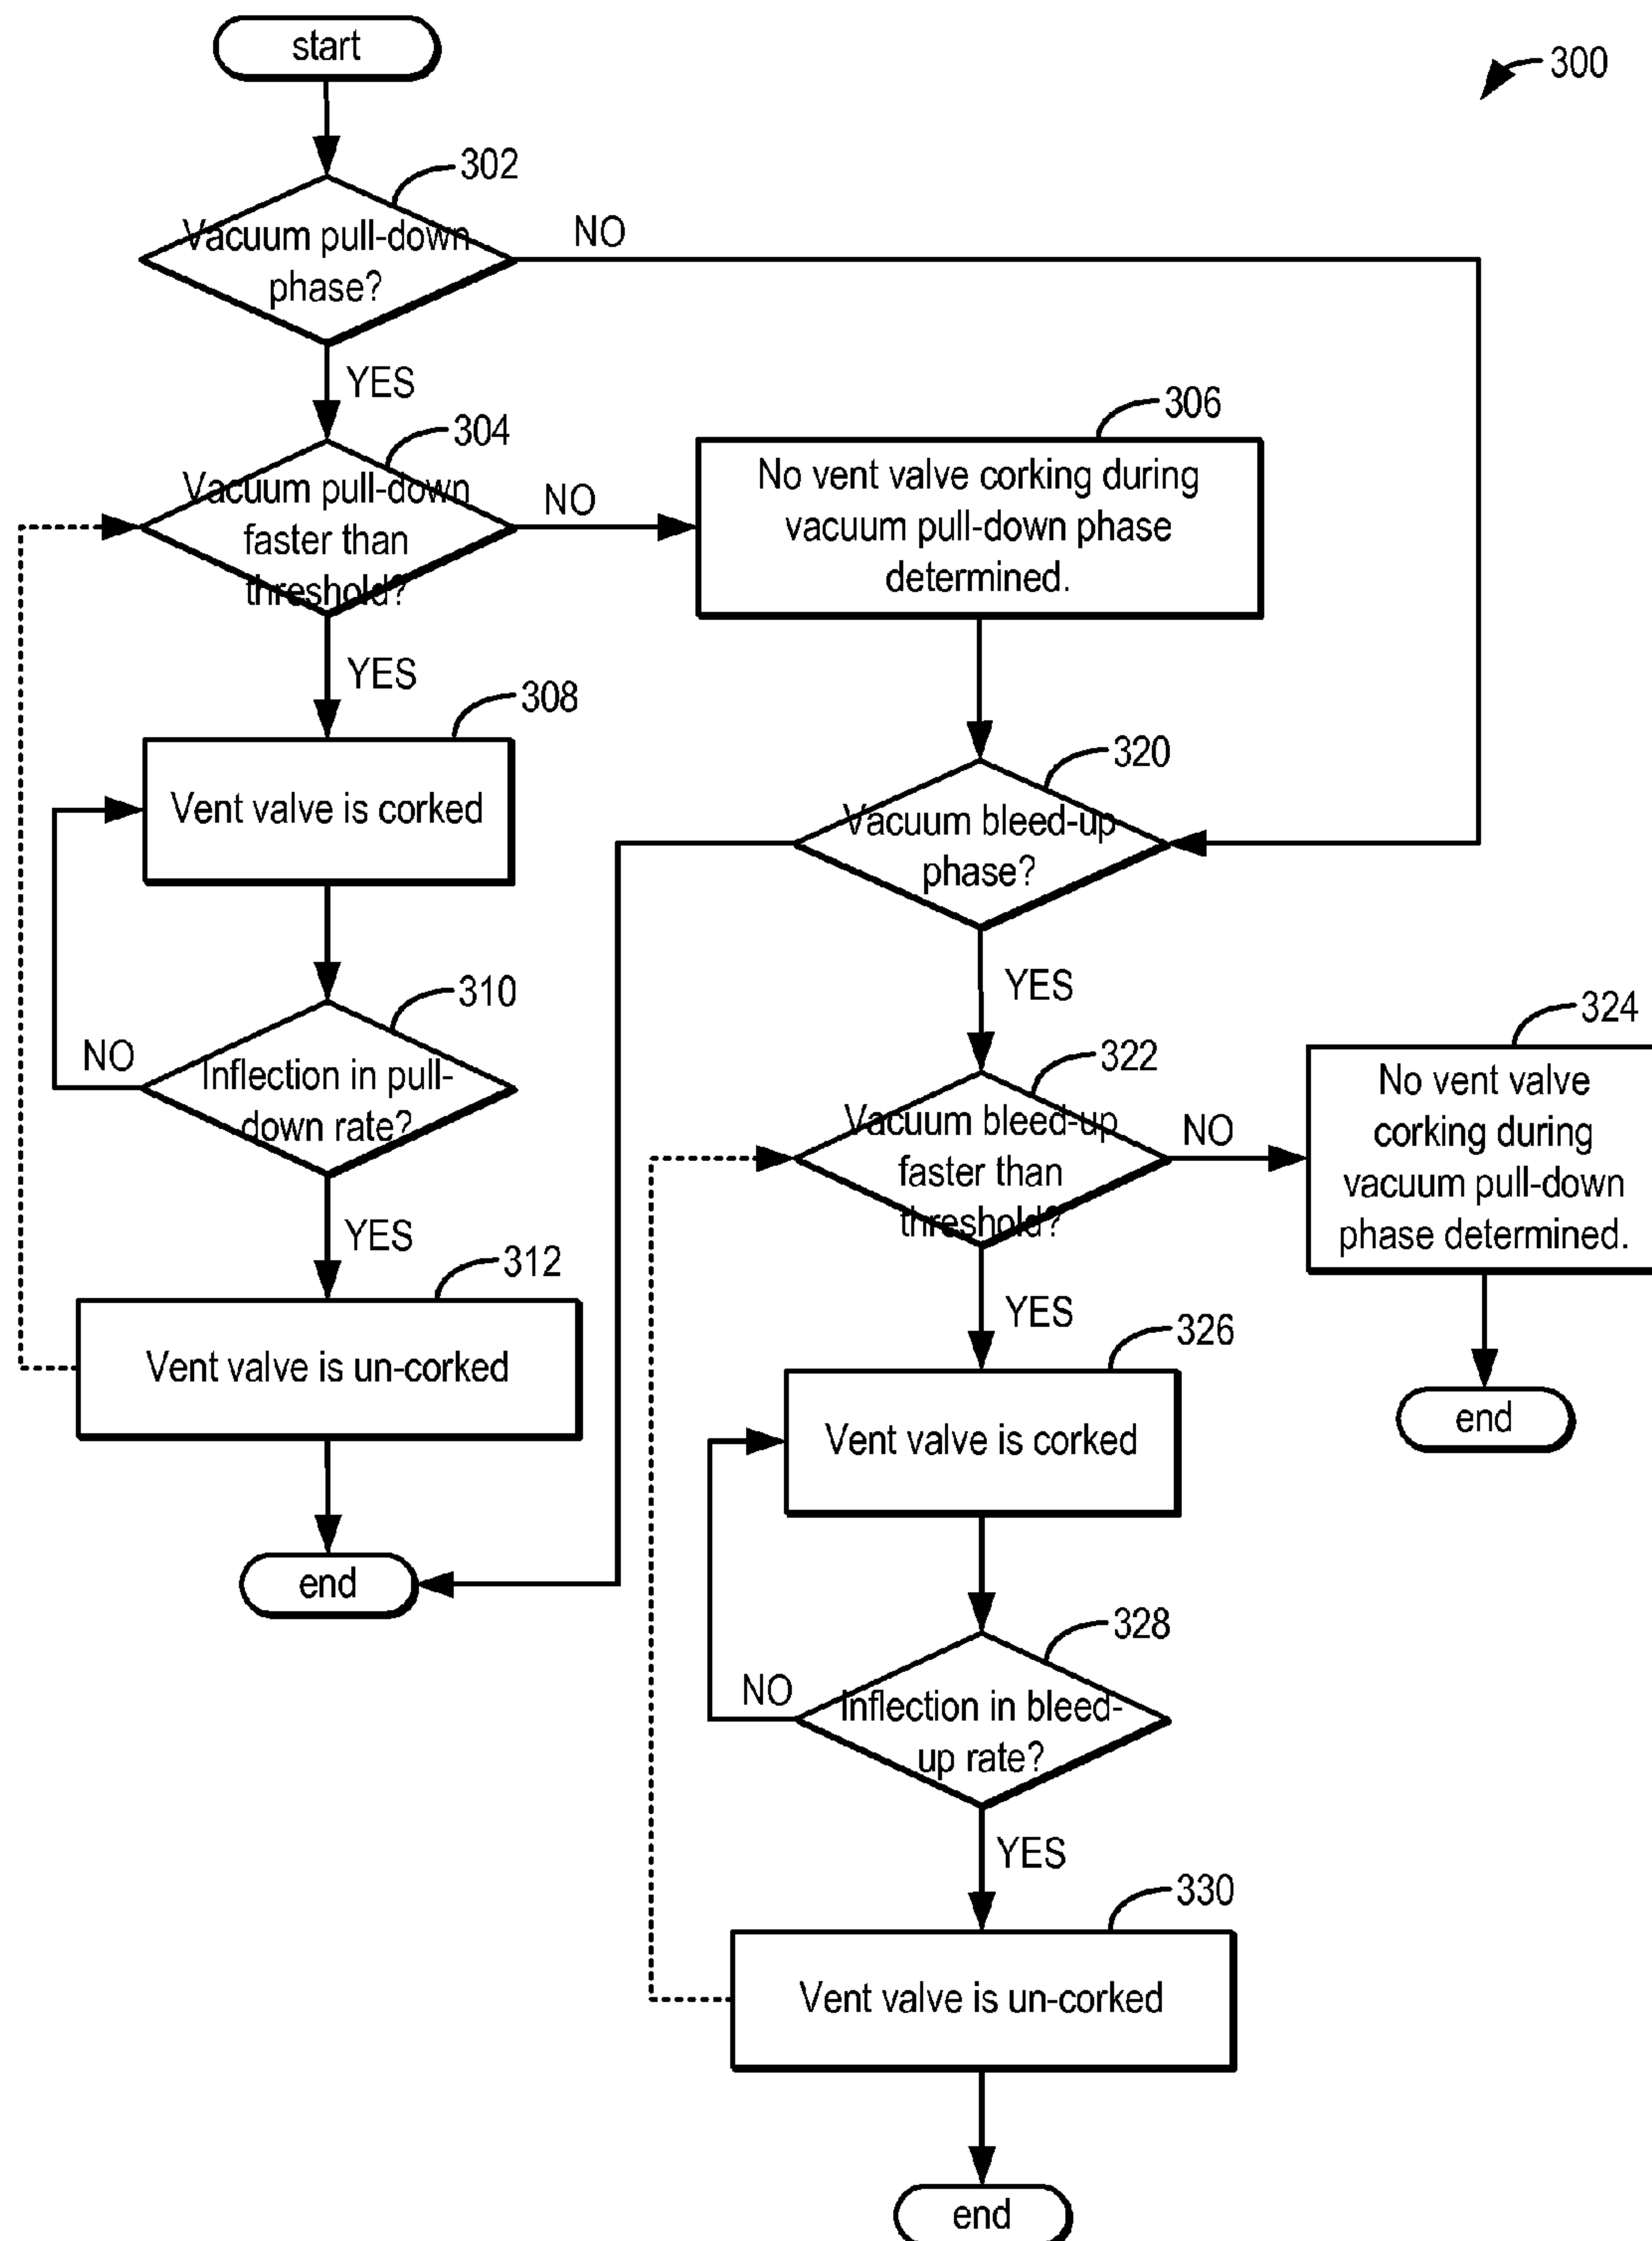 start
300
302
Vacuum pull-down
phase?
NO
YES
304
Vacuum pull-down
faster than
threshold?
NO
306
No vent valve corking during
vacuum pull-down phase
determined.
YES
308
Vent valve is corked
310
Inflection in pull-
down rate?
NO
YES
312
Vent valve is un-corked
end
320
Vacuum bleed-up
phase?
YES
322
Vacuum bleed-up
faster than
threshold?
NO
324
No vent valve
corking during
vacuum pull-down
phase determined.
end
YES
326
Vent valve is corked
328
Inflection in bleed-
up rate?
NO
YES
330
Vent valve is un-corked
end